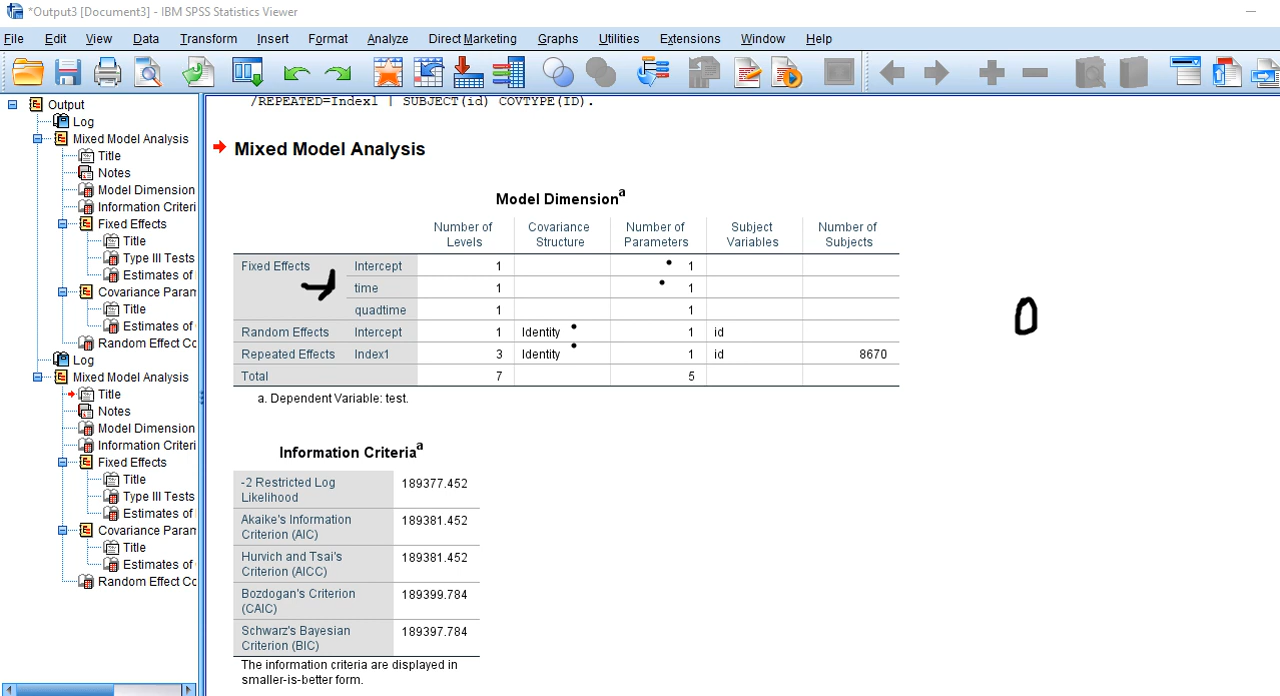 *Output3 [Document3] - IBM SPSS Statistics Viewer
File Edit View Data Transform Insert Format Analyze Direct Marketing Graphs Utilities Extensions Window Help
Output
Log
Mixed Model Analysis
Title
Notes
Model Dimension
Information Criteri
Fixed Effects
Title
Type III Tests
Estimates of
Covariance Param
Title
Estimates of
Random Effect Co
Log
Mixed Model Analysis
Title
Notes
Model Dimension
Information Criteri
Fixed Effects
Title
Type III Tests
Estimates of
Covariance Param
Title
Estimates of
Random Effect Co
/REPEATED=Index1 | SUBJECT(id) COVTYPE(ID).
Mixed Model Analysis
Model Dimensionª
Number of Levels Covariance Structure Number of Parameters Subject Variables Number of Subjects
Fixed Effects Intercept 1 1
time 1 1
quadtime 1 1
Random Effects Intercept 1 Identity 1 id
Repeated Effects Index1 3 Identity 1 id 8670
Total 7 5
a. Dependent Variable: test.
0
Information Criteriaª
-2 Restricted Log Likelihood 189377.452
Akaike's Information Criterion (AIC) 189381.452
Hurvich and Tsai's Criterion (AICC) 189381.452
Bozdogan's Criterion (CAIC) 189399.784
Schwarz's Bayesian Criterion (BIC) 189397.784
The information criteria are displayed in
smaller-is-better form.